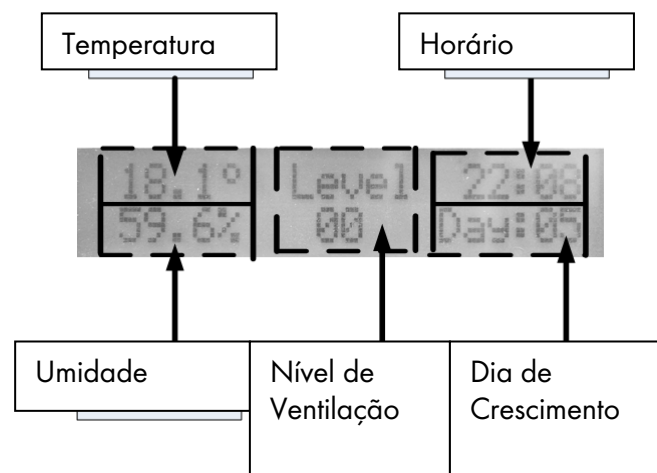 Temperatura
Horário
18.1° Level 22:08
59.6% 00 Day:05
Umidade
Nível de
Ventilação
Dia de
Crescimento